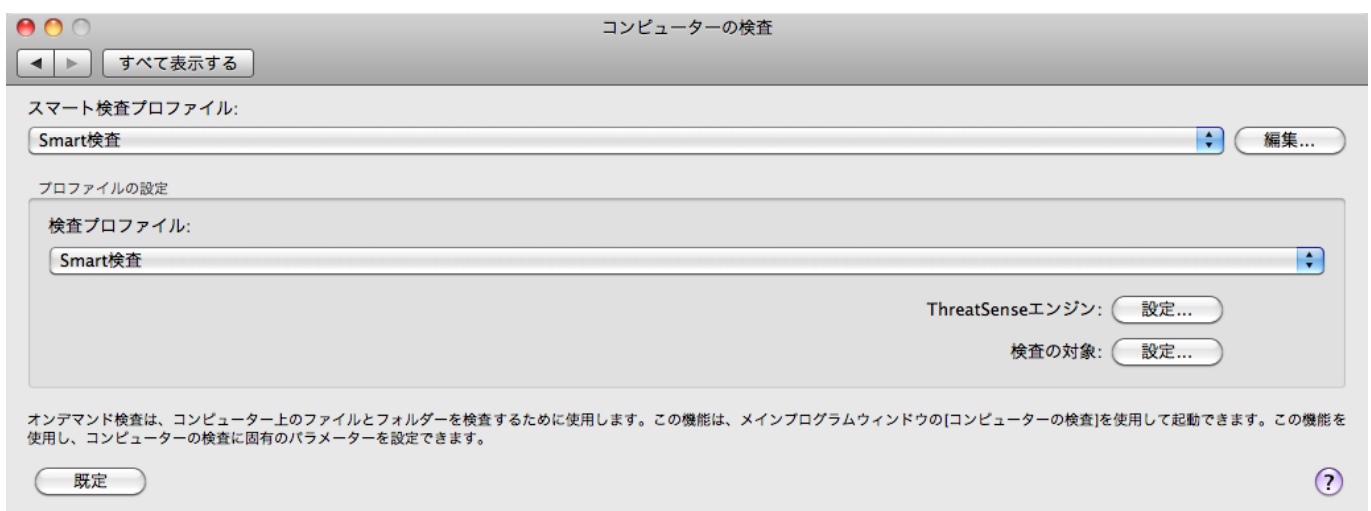 コンピューターの検査
すべて表示する
スマート検査プロファイル:
Smart検査
編集...
プロファイルの設定
検査プロファイル:
Smart検査
ThreatSenseエンジン: 設定...
検査の対象: 設定...
オンデマンド検査は、コンピューター上のファイルとフォルダーを検査するために使用します。この機能は、メインプログラムウィンドウの[コンピューターの検査]を使用して起動できます。この機能を
使用し、コンピューターの検査に固有のパラメーターを設定できます。
既定
?